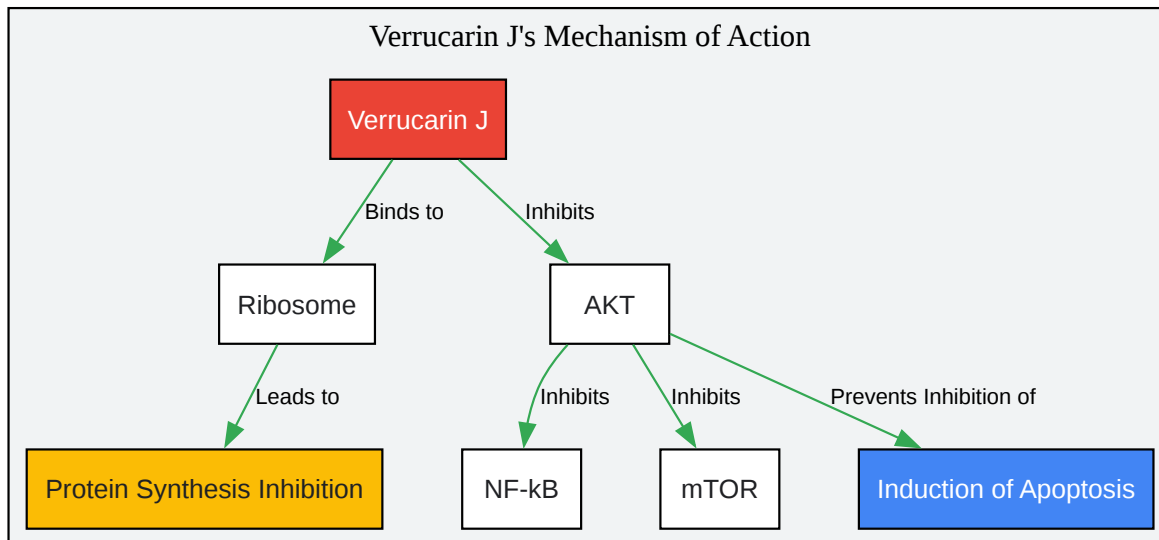 Verrucarin J's Mechanism of Action
Verrucarin J
Binds to
Inhibits
Ribosome
AKT
Leads to
Inhibits
Inhibits
Prevents Inhibition of
Protein Synthesis Inhibition
NF-kB
mTOR
Induction of Apoptosis